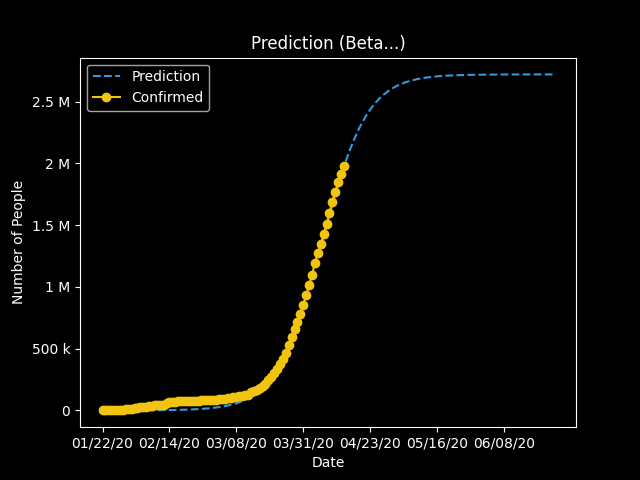 Prediction (Beta...)
Prediction
Confirmed
2.5 M
2 M
1.5 M
1 M
500 k
0
Number of People
01/22/20 02/14/20 03/08/20 03/31/20 04/23/20 05/16/20 06/08/20
Date